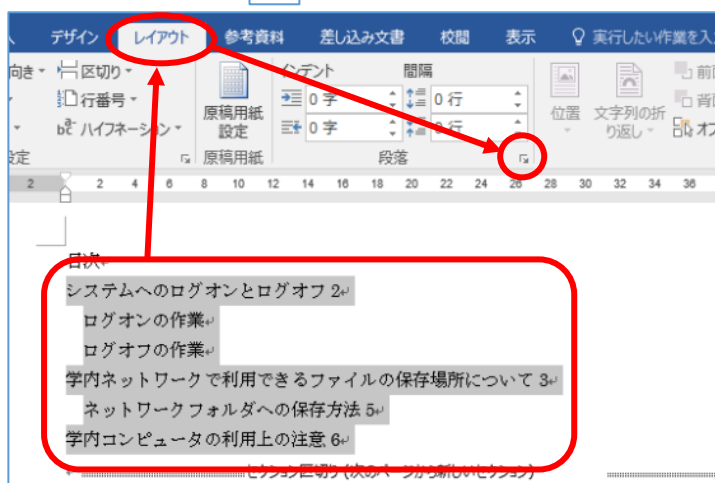 デザイン レイアウト 参考資料 差し込み文書 校閲 表示 実行したい作業を入
向き 区切り インデント 間隔 前
行番号 原稿用紙 設定 0 字 0 行 位置 文字列の折り返し 背
bc ハイフネーション 0 字 0 行 オ
設定 原稿用紙 段落
2 2 4 6 8 10 12 14 16 18 20 22 24 26 28 30 32 34 36
目次
システムへのログオンとログオフ 2
ログオンの作業
ログオフの作業
学内ネットワークで利用できるファイルの保存場所について 3
ネットワークフォルダへの保存方法 5
学内コンピュータの利用上の注意 6
セクション区切り (次のページから新しいセクション)